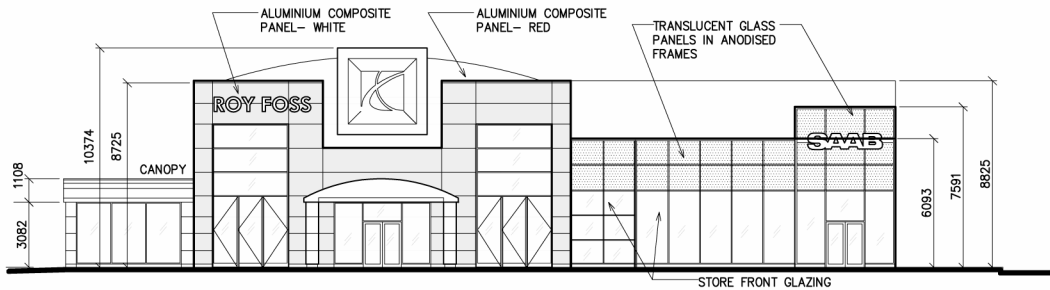 ALUMINIUM COMPOSITE
PANEL- WHITE
ALUMINIUM COMPOSITE
PANEL- RED
TRANSLUCENT GLASS
PANELS IN ANODISED
FRAMES
ROY FOSS
SAAB
CANOPY
10374
8725
1108
3082
6093
7591
8825
STORE FRONT GLAZING